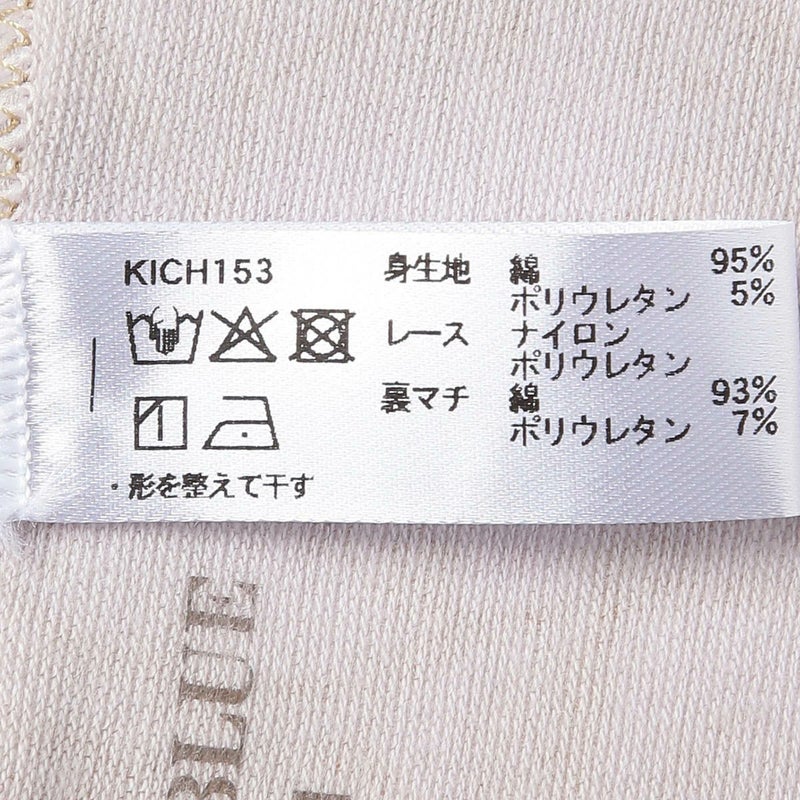 KICH153
身生地 綿 95%
ポリウレタン 5%
レース ナイロン
ポリウレタン
裏マチ 綿 93%
ポリウレタン 7%
・形を整えて干す
BLUE